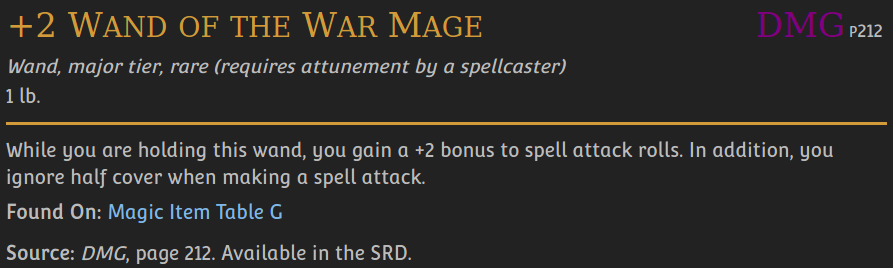 +2 Wand of the War Mage DMG P212
Wand, major tier, rare (requires attunement by a spellcaster)
1 lb.
While you are holding this wand, you gain a +2 bonus to spell attack rolls. In addition, you
ignore half cover when making a spell attack.
Found On: Magic Item Table G
Source: DMG, page 212. Available in the SRD.